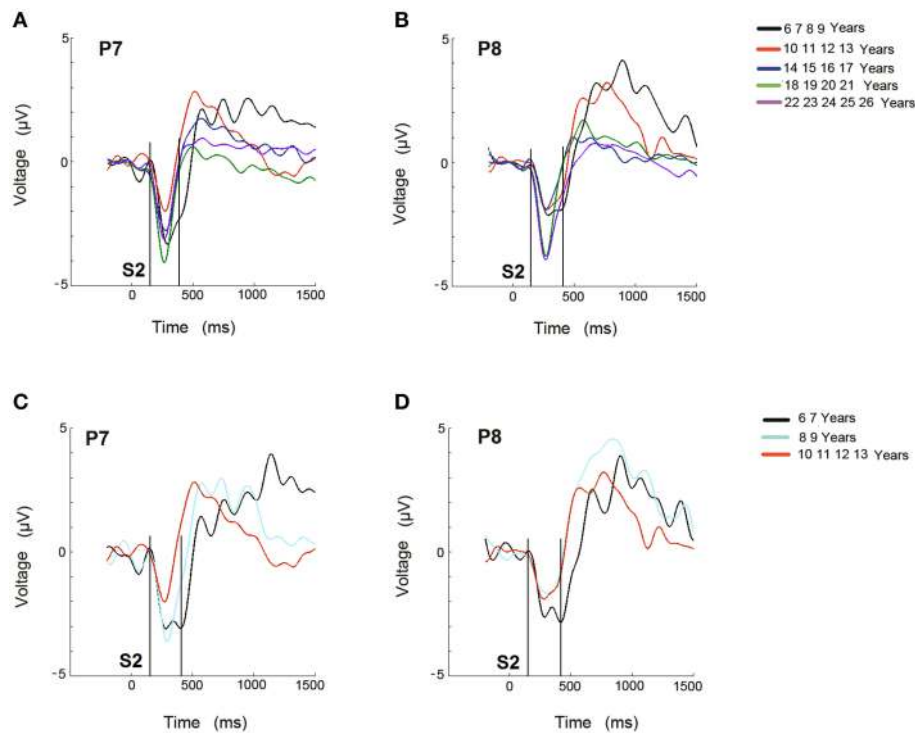 A
P7
5
0
-5
Voltage (μV)
S2
0 500 1000 1500
Time (ms)
B
P8
5
0
-5
Voltage (μV)
S2
0 500 1000 1500
Time (ms)
6 7 8 9 Years
10 11 12 13 Years
14 15 16 17 Years
18 19 20 21 Years
22 23 24 25 26 Years
C
P7
5
0
-5
Voltage (μV)
S2
0 500 1000 1500
Time (ms)
D
P8
5
0
-5
Voltage (μV)
S2
0 500 1000 1500
Time (ms)
6 7 Years
8 9 Years
10 11 12 13 Years